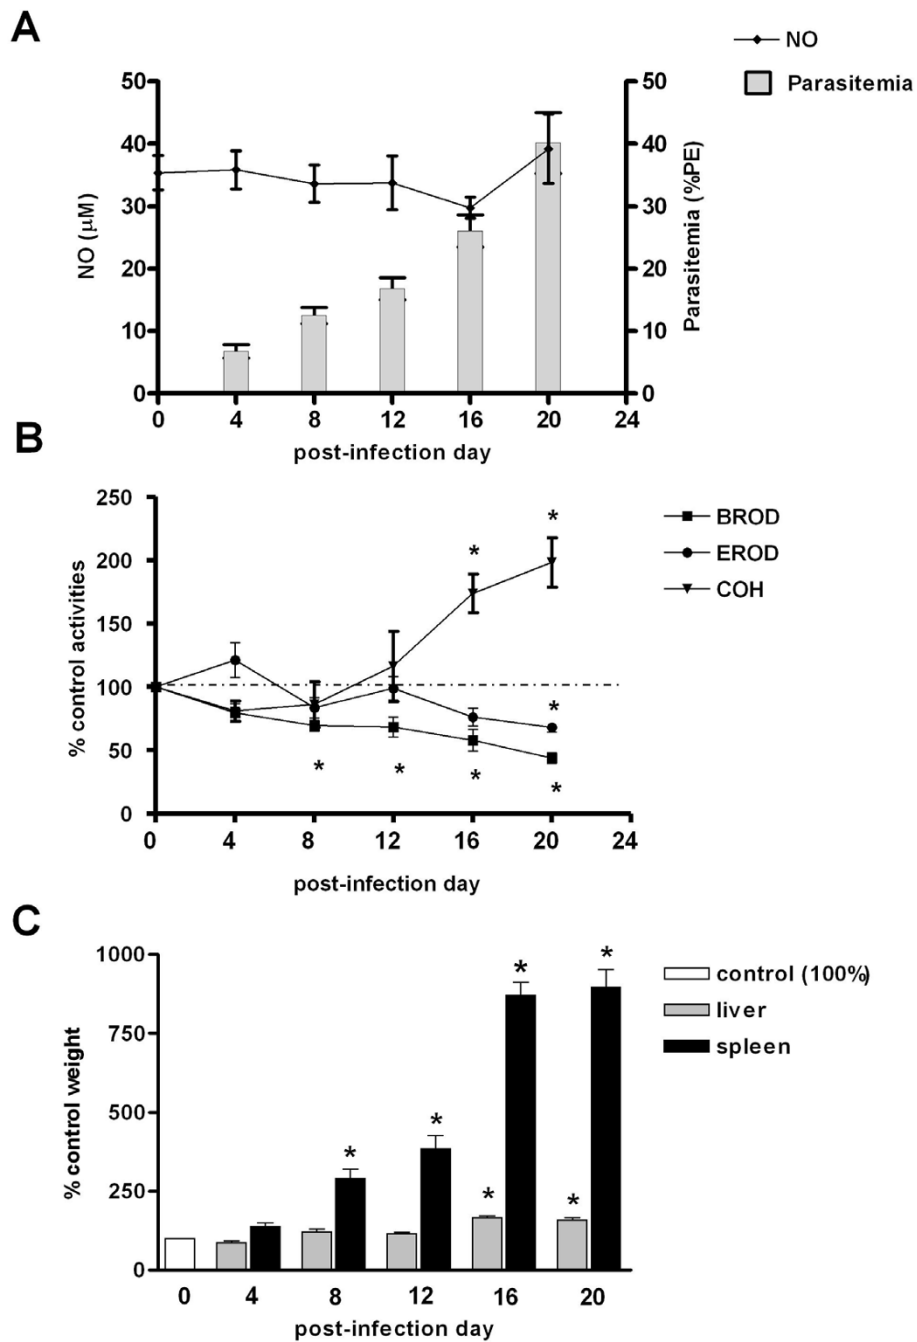 A
NO
Parasitemia
50 50
40 40
30 30
20 20
10 10
0 0
NO (μM)
Parasitemia (%PE)
0 4 8 12 16 20 24
post-infection day
B
250
200
150
100
50
0
% control activities
* *
*
* * * *
BROD
EROD
COH
0 4 8 12 16 20 24
post-infection day
C
1000
750
500
250
0
% control weight
* * * * * *
control (100%)
liver
spleen
0 4 8 12 16 20
post-infection day